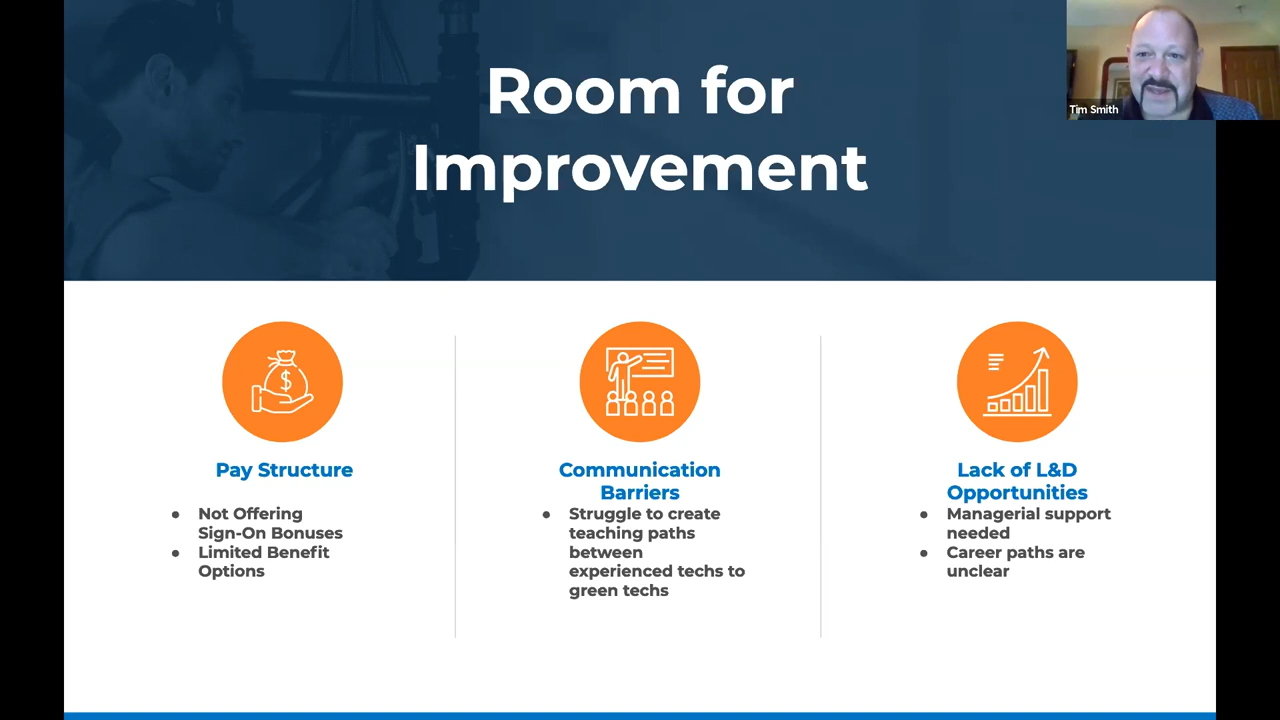 Room for
Improvement
Tim Smith
$
Pay Structure
● Not Offering
Sign-On Bonuses
● Limited Benefit
Options
Communication
Barriers
● Struggle to create
teaching paths
between
experienced techs to
green techs
Lack of L&D
Opportunities
● Managerial support
needed
● Career paths are
unclear